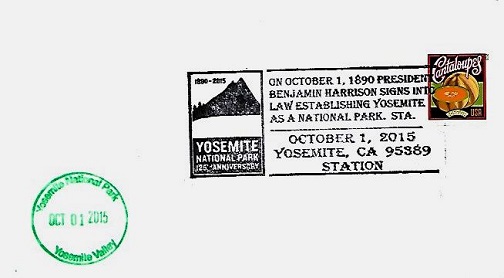 1890-2015
YOSEMITE
NATIONAL PARK
125th ANNIVERSARY
ON OCTOBER 1, 1890 PRESIDENT
BENJAMIN HARRISON SIGNS INTO
LAW ESTABLISHING YOSEMITE
AS A NATIONAL PARK. STA.
OCTOBER 1, 2015
YOSEMITE, CA 95389
STATION
Cantaloupes
USA
Yosemite National Park
OCT 01 2015
Yosemite Valley